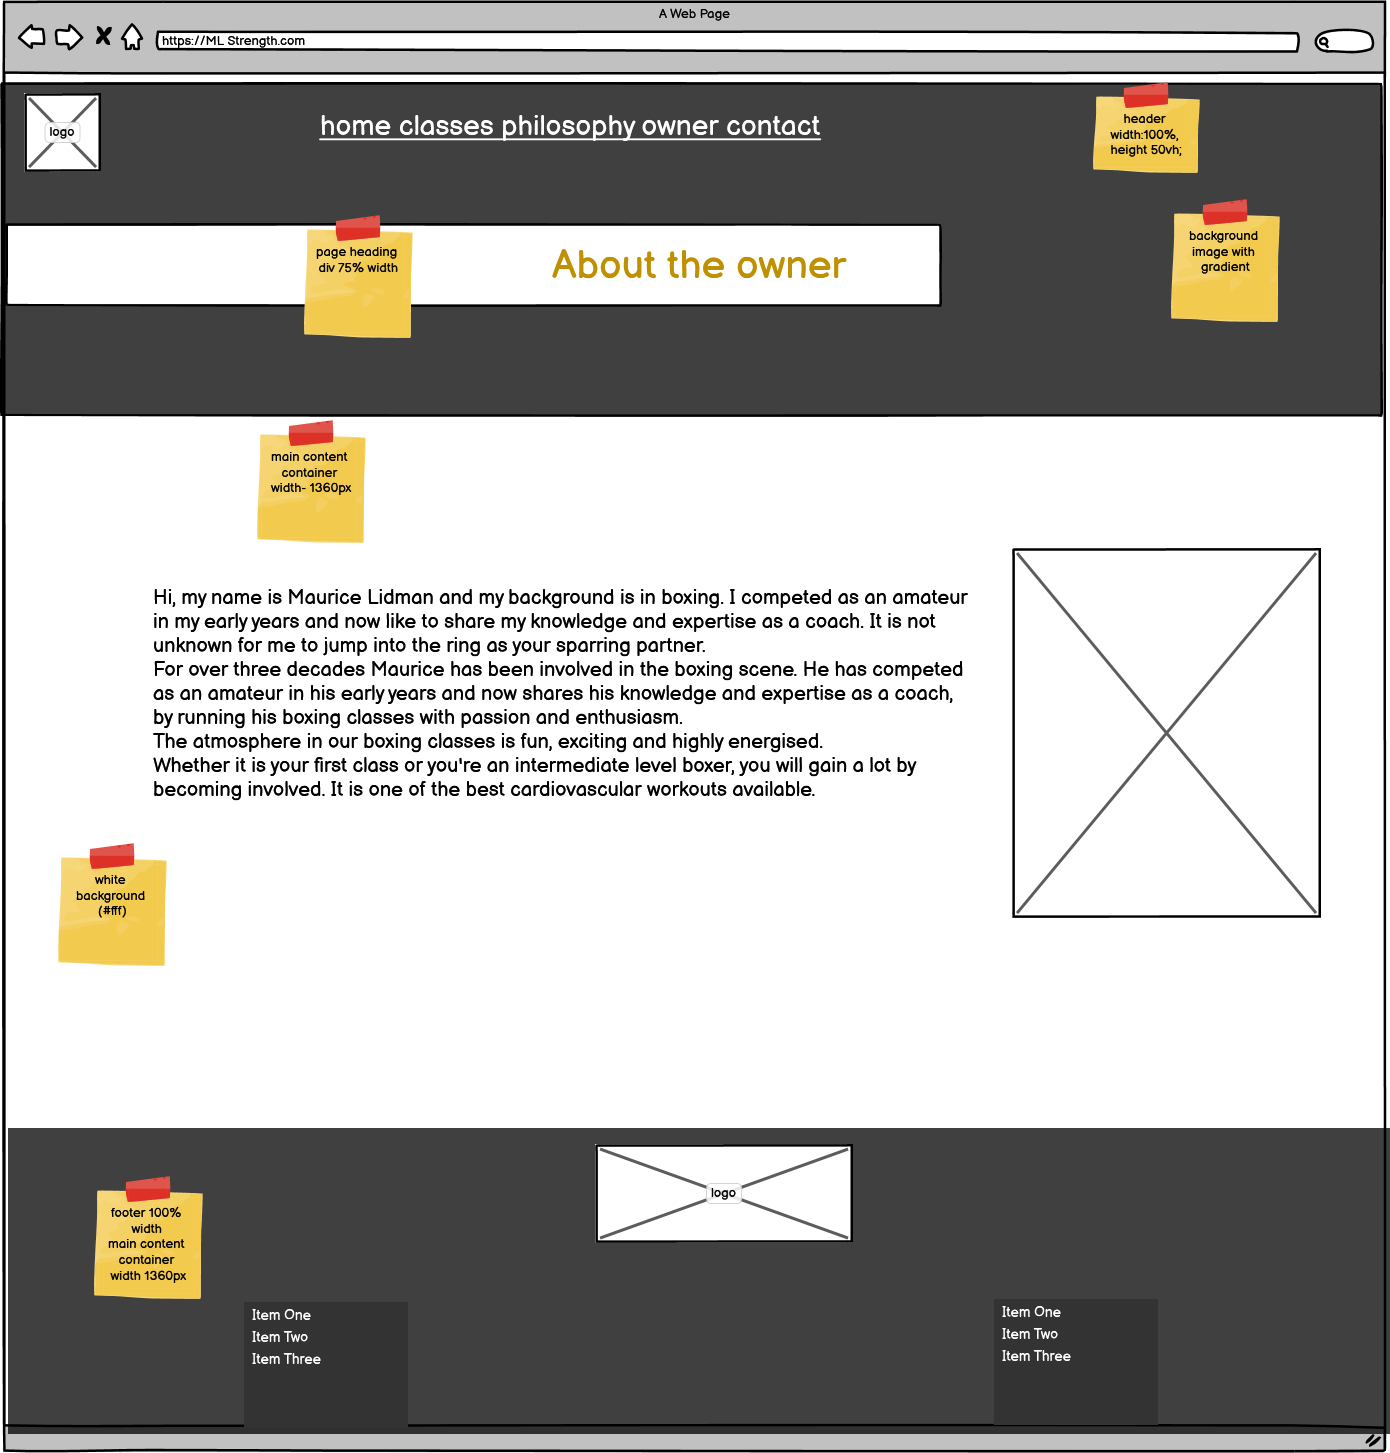 A Web Page
https://ML Strength.com
logo
home classes philosophy owner contact
header
width:100%,
height 50vh;
page heading
div 75% width
About the owner
background
image with
gradient
main content
container
width- 1360px
Hi, my name is Maurice Lidman and my background is in boxing. I competed as an amateur
in my early years and now like to share my knowledge and expertise as a coach. It is not
unknown for me to jump into the ring as your sparring partner.
For over three decades Maurice has been involved in the boxing scene. He has competed
as an amateur in his early years and now shares his knowledge and expertise as a coach,
by running his boxing classes with passion and enthusiasm.
The atmosphere in our boxing classes is fun, exciting and highly energised.
Whether it is your first class or you're an intermediate level boxer, you will gain a lot by
becoming involved. It is one of the best cardiovascular workouts available.
white
background
(#fff)
logo
footer 100%
width
main content
container
width 1360px
Item One
Item Two
Item Three
Item One
Item Two
Item Three